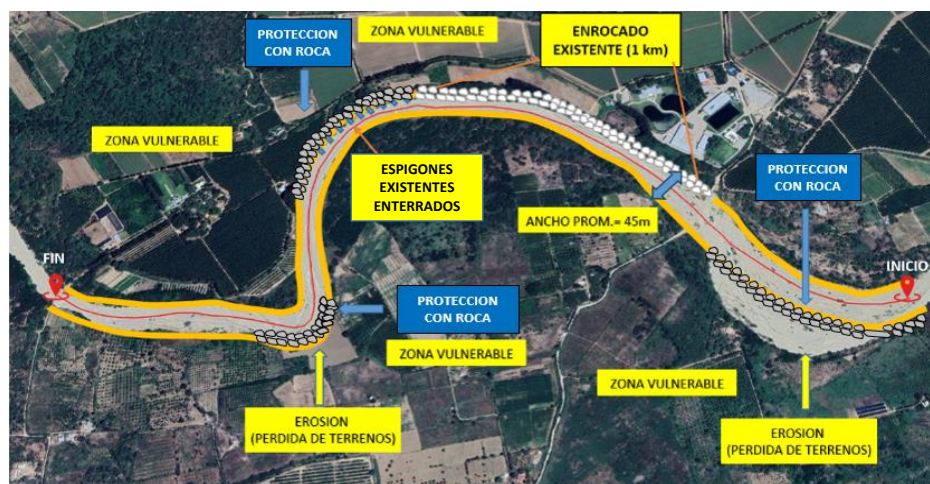 PROTECCION
CON ROCA
ZONA VULNERABLE
ENROCADO
EXISTENTE (1 km)
ZONA VULNERABLE
ESPIGONES
EXISTENTES
ENTERRADOS
PROTECCION
CON ROCA
ANCHO PROM.= 45m
FIN
INICIO
PROTECCION
CON ROCA
ZONA VULNERABLE
ZONA VULNERABLE
EROSION
(PERDIDA DE TERRENOS)
EROSION
(PERDIDA DE TERRENOS)